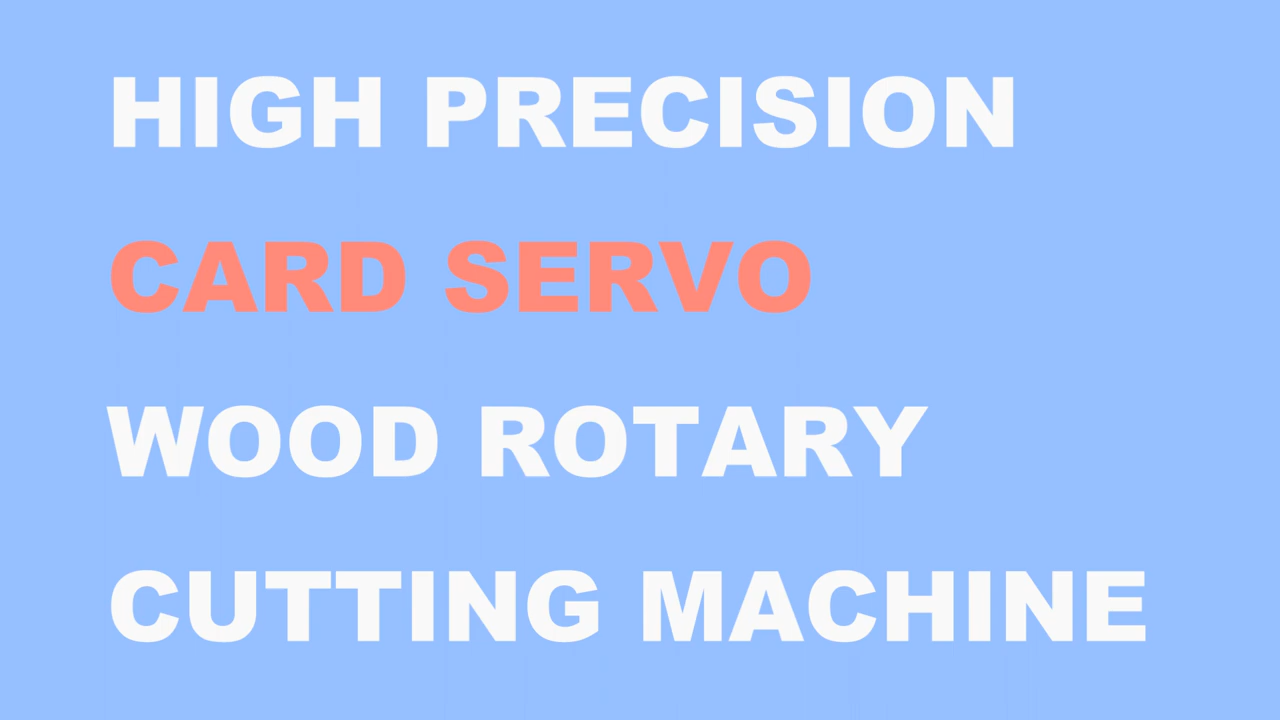 HIGH PRECISION
CARD SERVO
WOOD ROTARY
CUTTING MACHINE